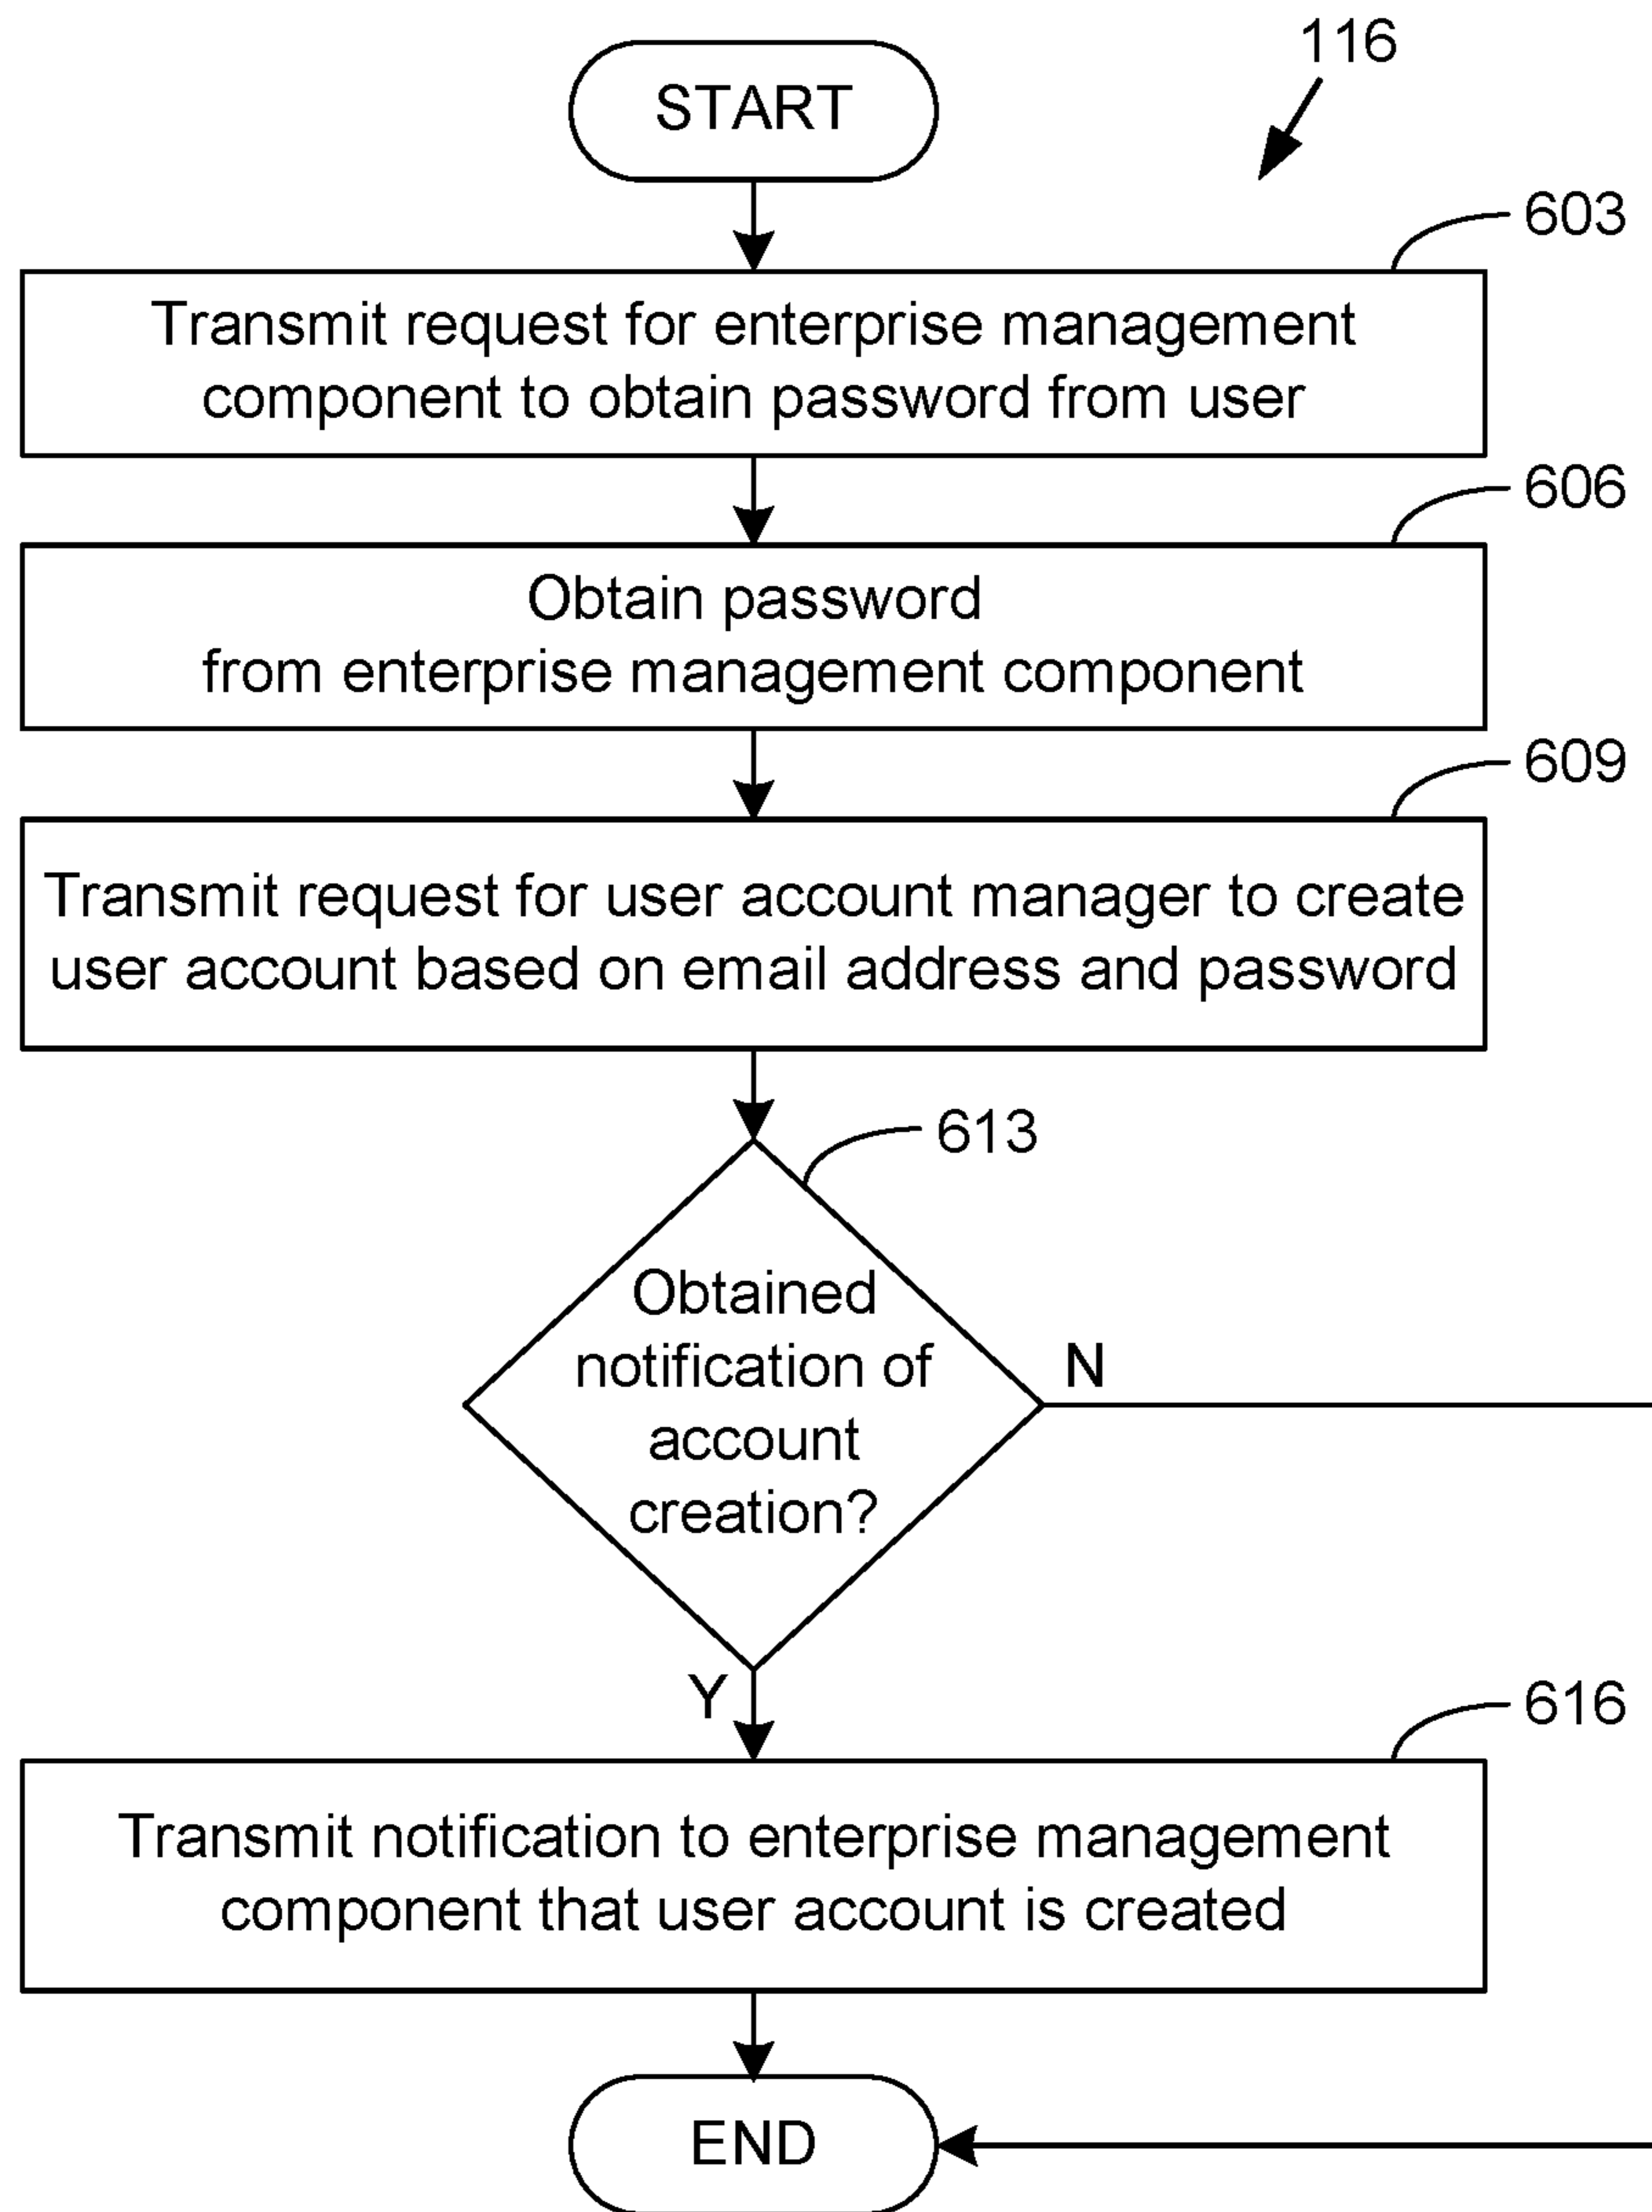 116
START
603
Transmit request for enterprise management
component to obtain password from user
606
Obtain password
from enterprise management component
609
Transmit request for user account manager to create
user account based on email address and password
613
Obtained
notification of
account
creation?
N
Y
616
Transmit notification to enterprise management
component that user account is created
END